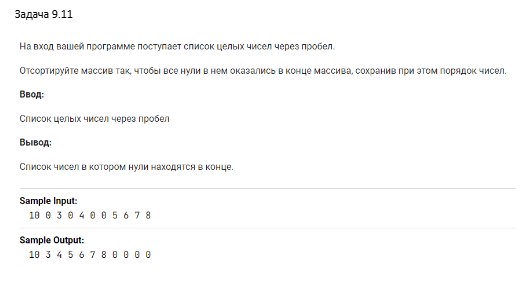 Задача 9.11
На вход вашей программе поступает список целых чисел через пробел.
Отсортируйте массив так, чтобы все нули в нем оказались в конце массива, сохранив при этом порядок чисел.
Ввод:
Список целых чисел через пробел
Вывод:
Список чисел в котором нули находятся в конце.
Sample Input:
10 0 3 0 4 0 0 5 6 7 8
Sample Output:
10 3 4 5 6 7 8 0 0 0 0